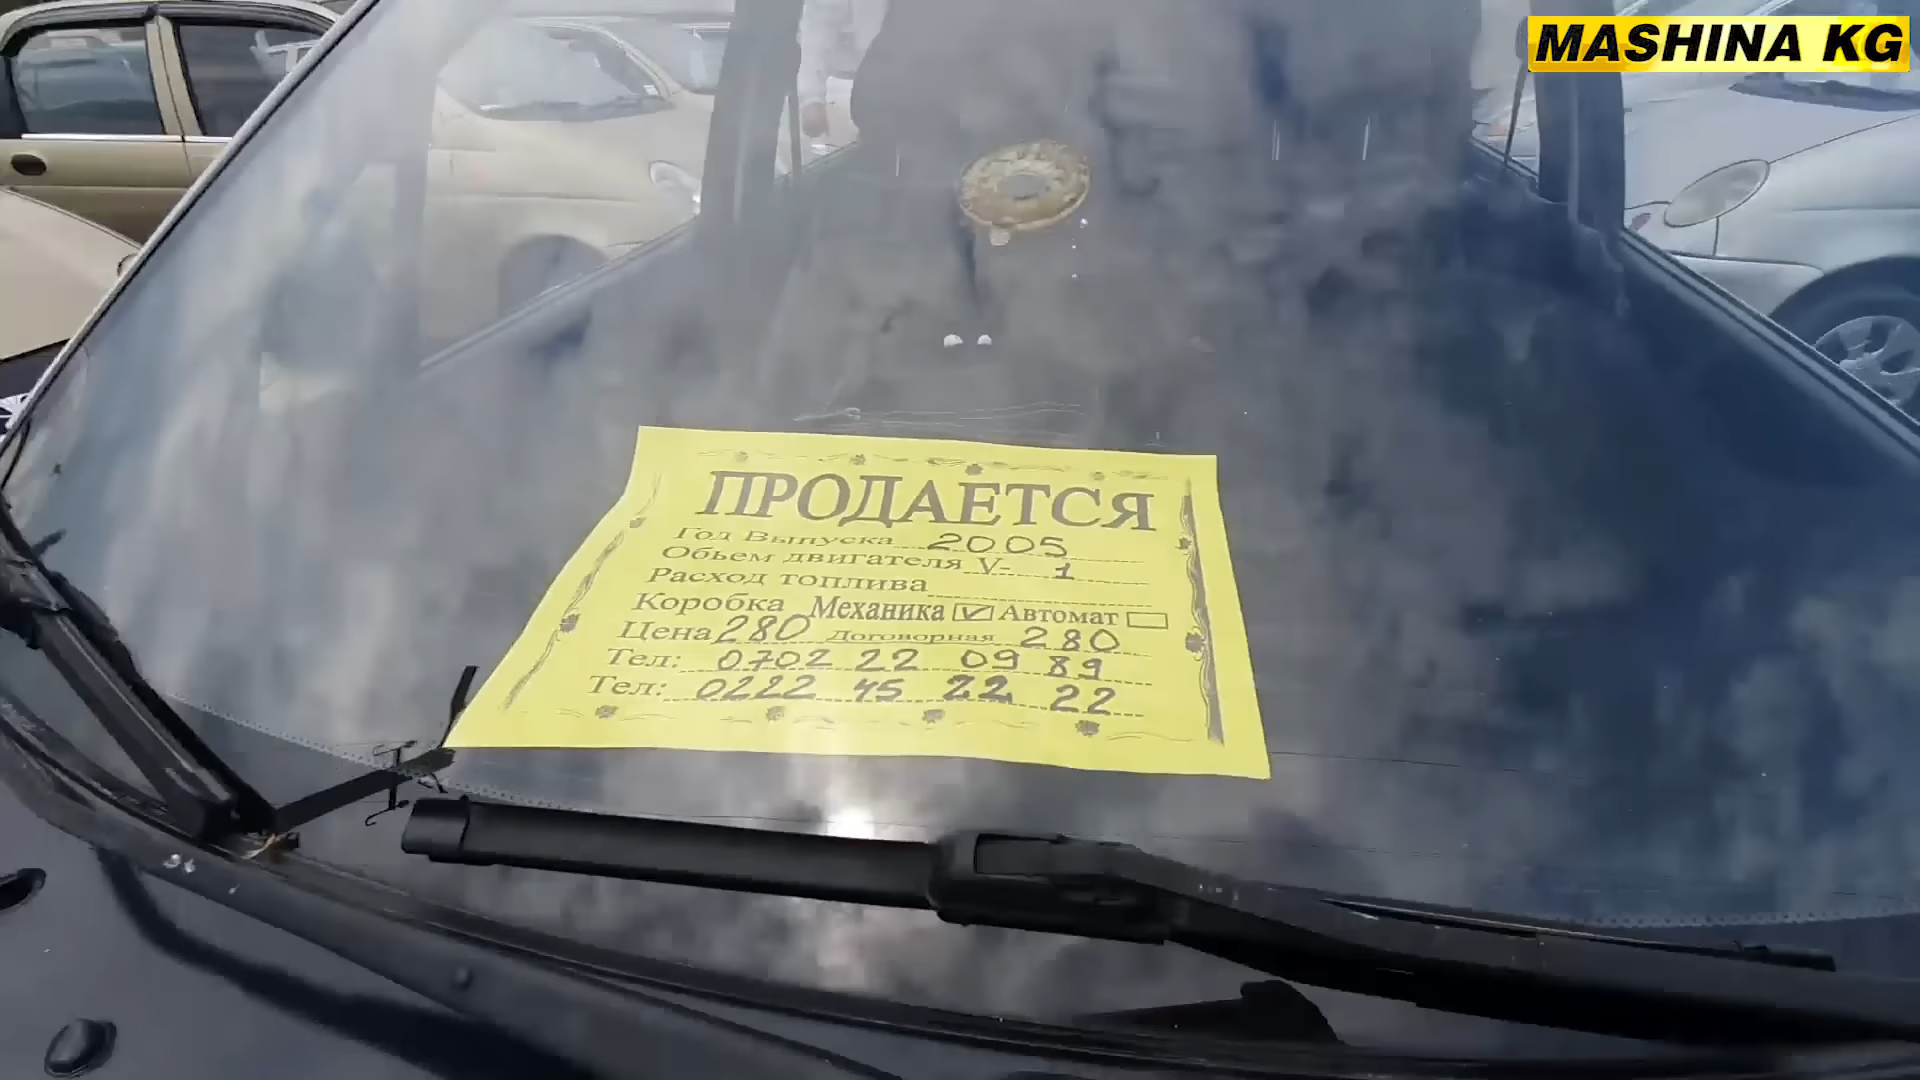 MASHINA KG
ПРОДАЕТСЯ
Год Выпуска 2005
Обьем двигателя V- 1
Расход топлива
Коробка Механика Автомат
Цена 280 Договорная 280
Тел: 0702 22 09 89
Тел: 0222 45 22 22